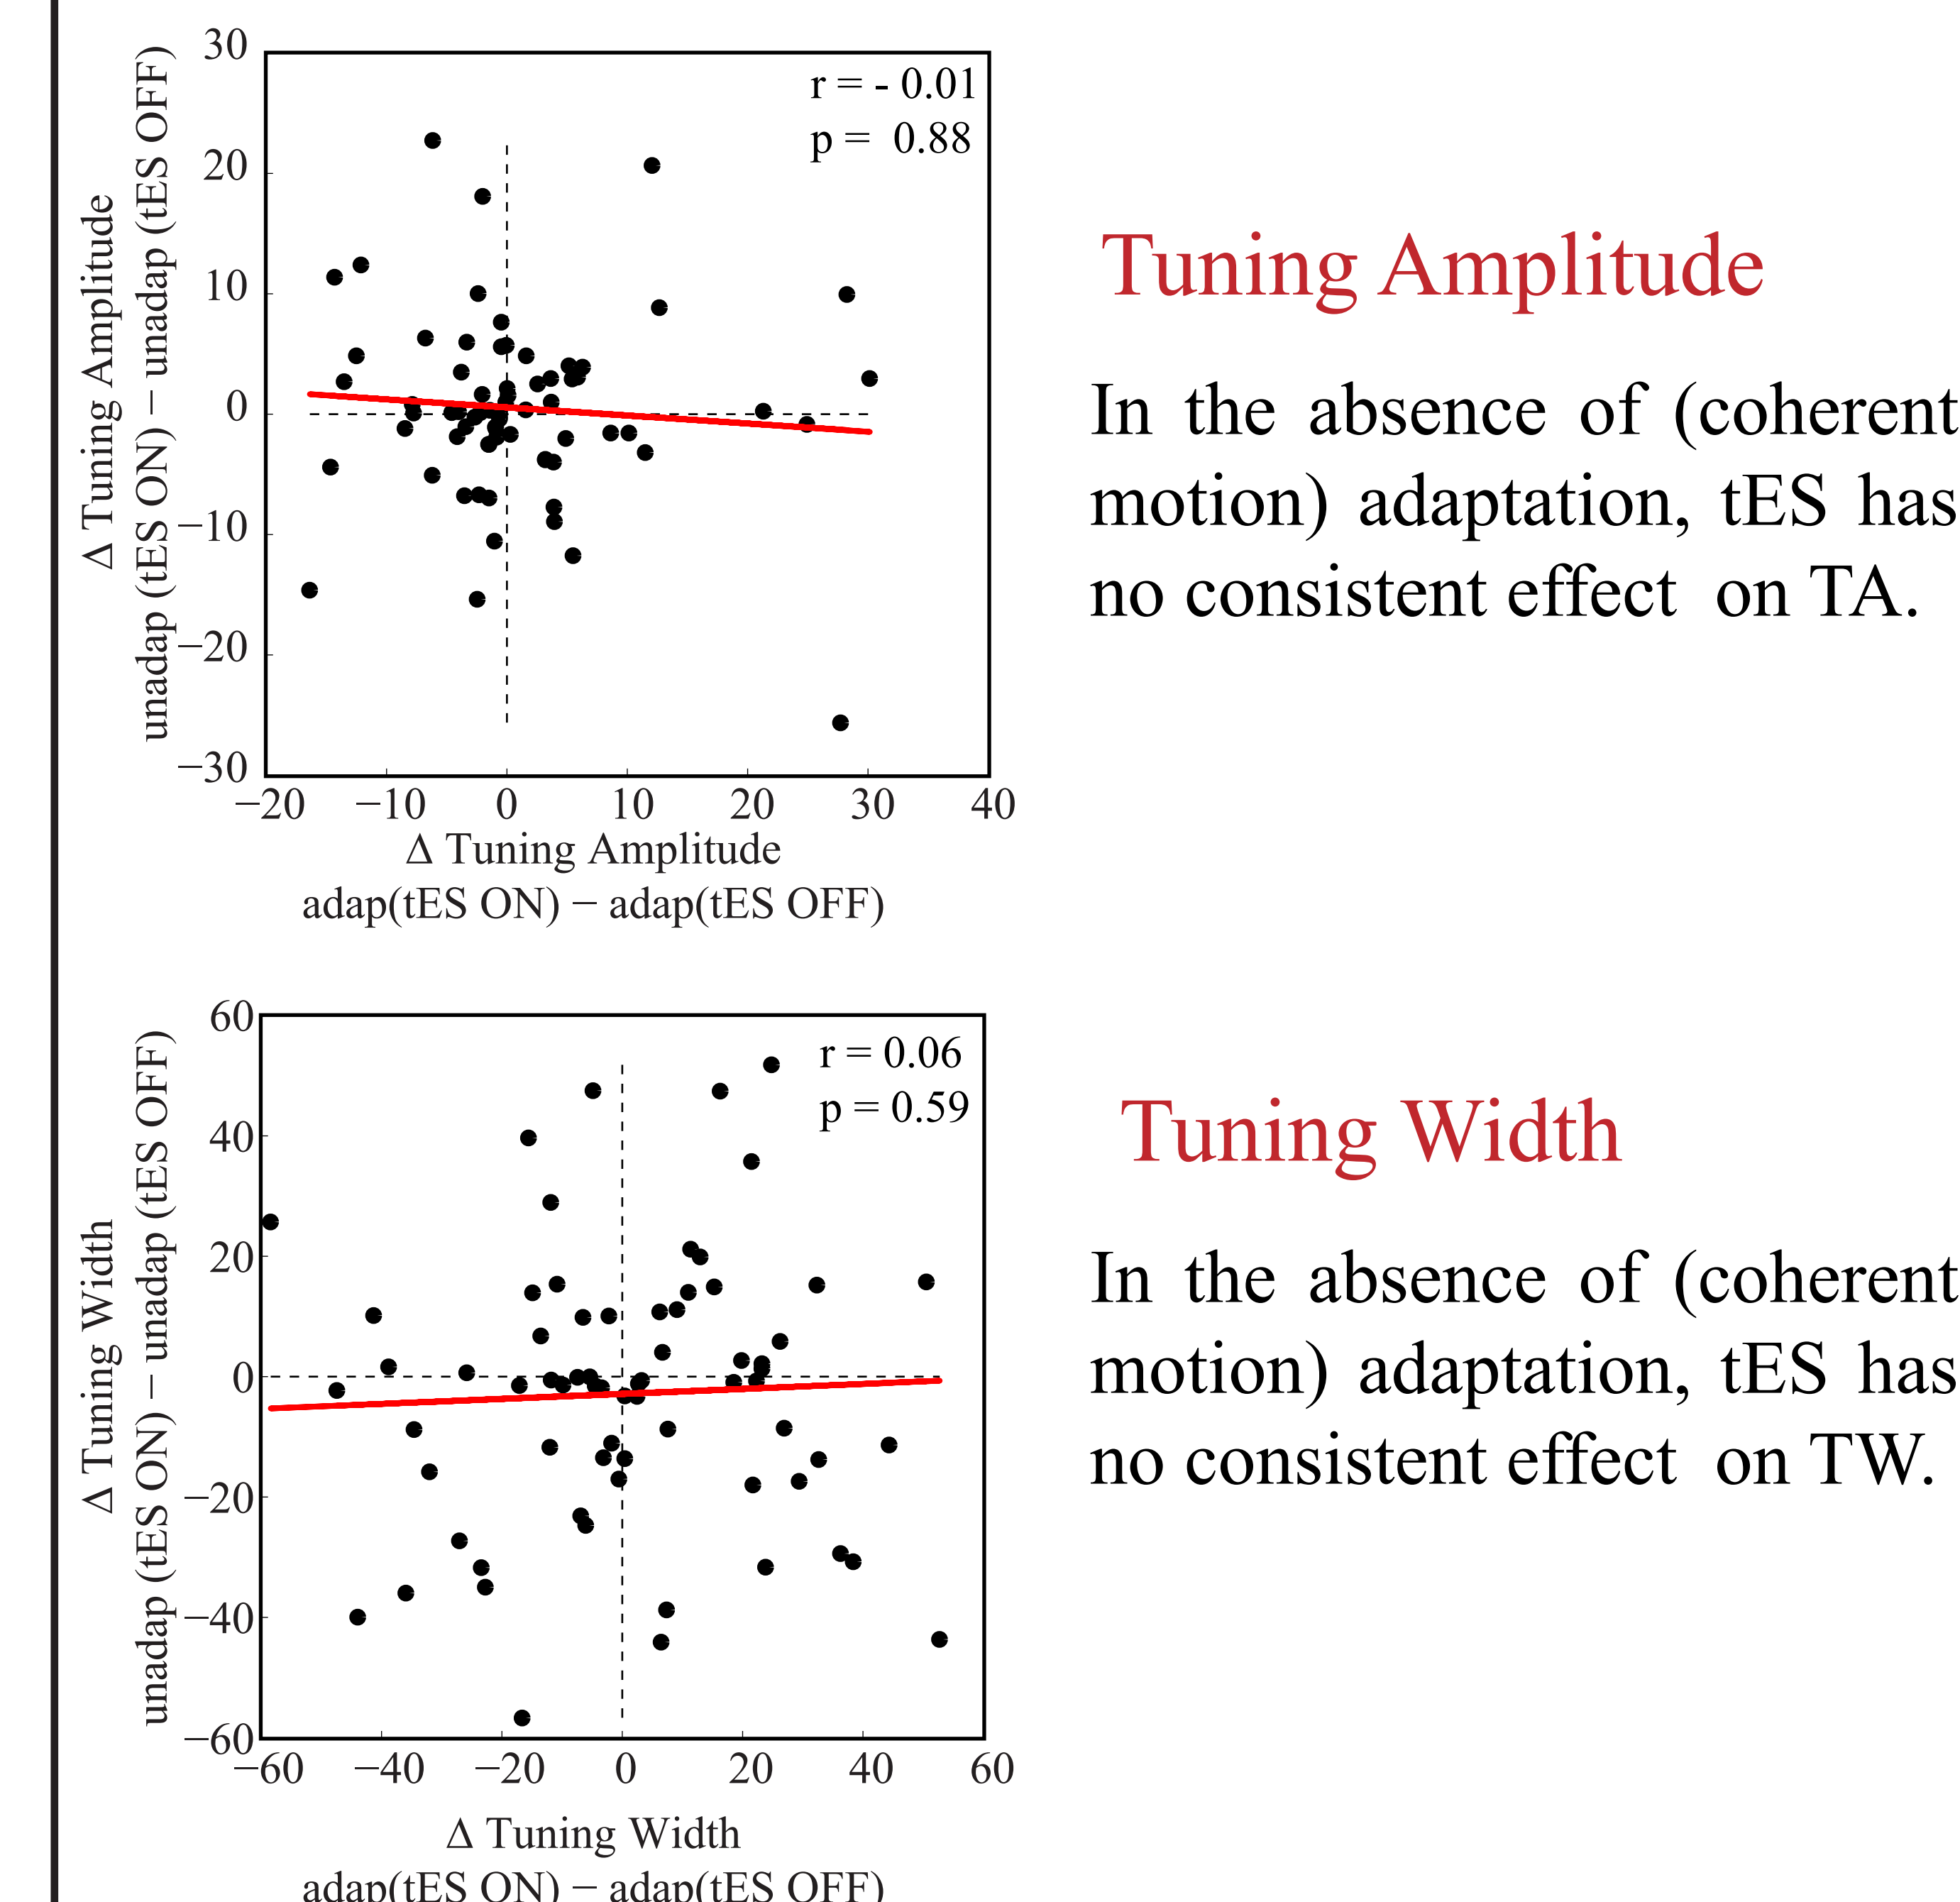 30
20
10
0
−10
−20
−30
Δ Tuning Amplitude
unadap (tES ON) − unadap (tES OFF)
r = - 0.01
p = 0.88
−20 −10 0 10 20 30 40
Δ Tuning Amplitude
adap(tES ON) − adap(tES OFF)
Tuning Amplitude
In the absence of (coherent
motion) adaptation, tES has
no consistent effect on TA.
60
40
20
0
−20
−40
−60
Δ Tuning Width
unadap (tES ON) − unadap (tES OFF)
r = 0.06
p = 0.59
−60 −40 −20 0 20 40 60
Δ Tuning Width
adap(tES ON) − adap(tES OFF)
Tuning Width
In the absence of (coherent
motion) adaptation, tES has
no consistent effect on TW.